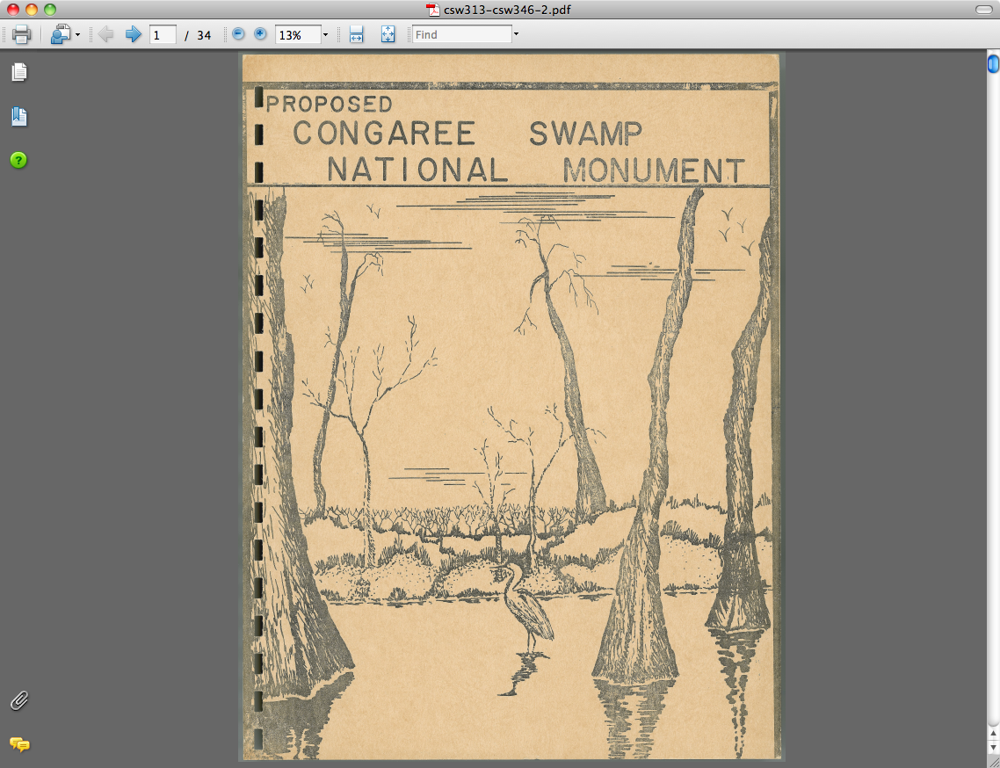 csw313-csw346-2.pdf
1 / 34 13% Find
PROPOSED
CONGAREE SWAMP
NATIONAL MONUMENT
?